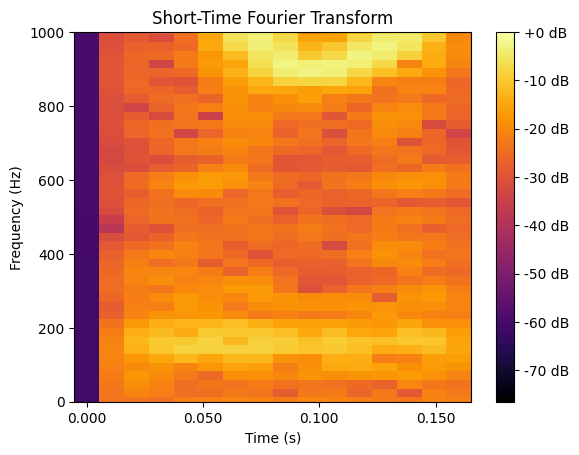 Short-Time Fourier Transform
1000
800
600
400
200
0
Frequency (Hz)
0.000
0.050
0.100
0.150
Time (s)
+0 dB
-10 dB
-20 dB
-30 dB
-40 dB
-50 dB
-60 dB
-70 dB